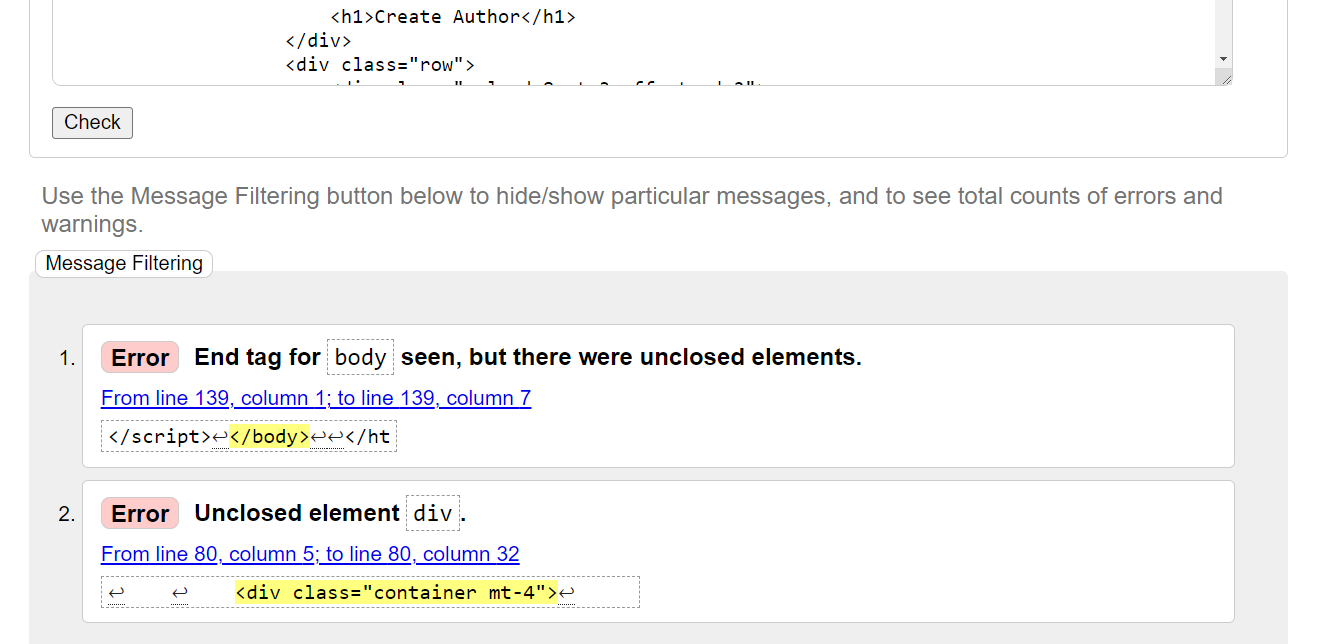 <h1>Create Author</h1>
</div>
<div class="row">
Check
Use the Message Filtering button below to hide/show particular messages, and to see total counts of errors and
warnings.
Message Filtering
1. Error End tag for body seen, but there were unclosed elements.
From line 139, column 1; to line 139, column 7
</script>↩</body>↩↩</ht
2. Error Unclosed element div.
From line 80, column 5; to line 80, column 32
↩ ↩ <div class="container mt-4">↩